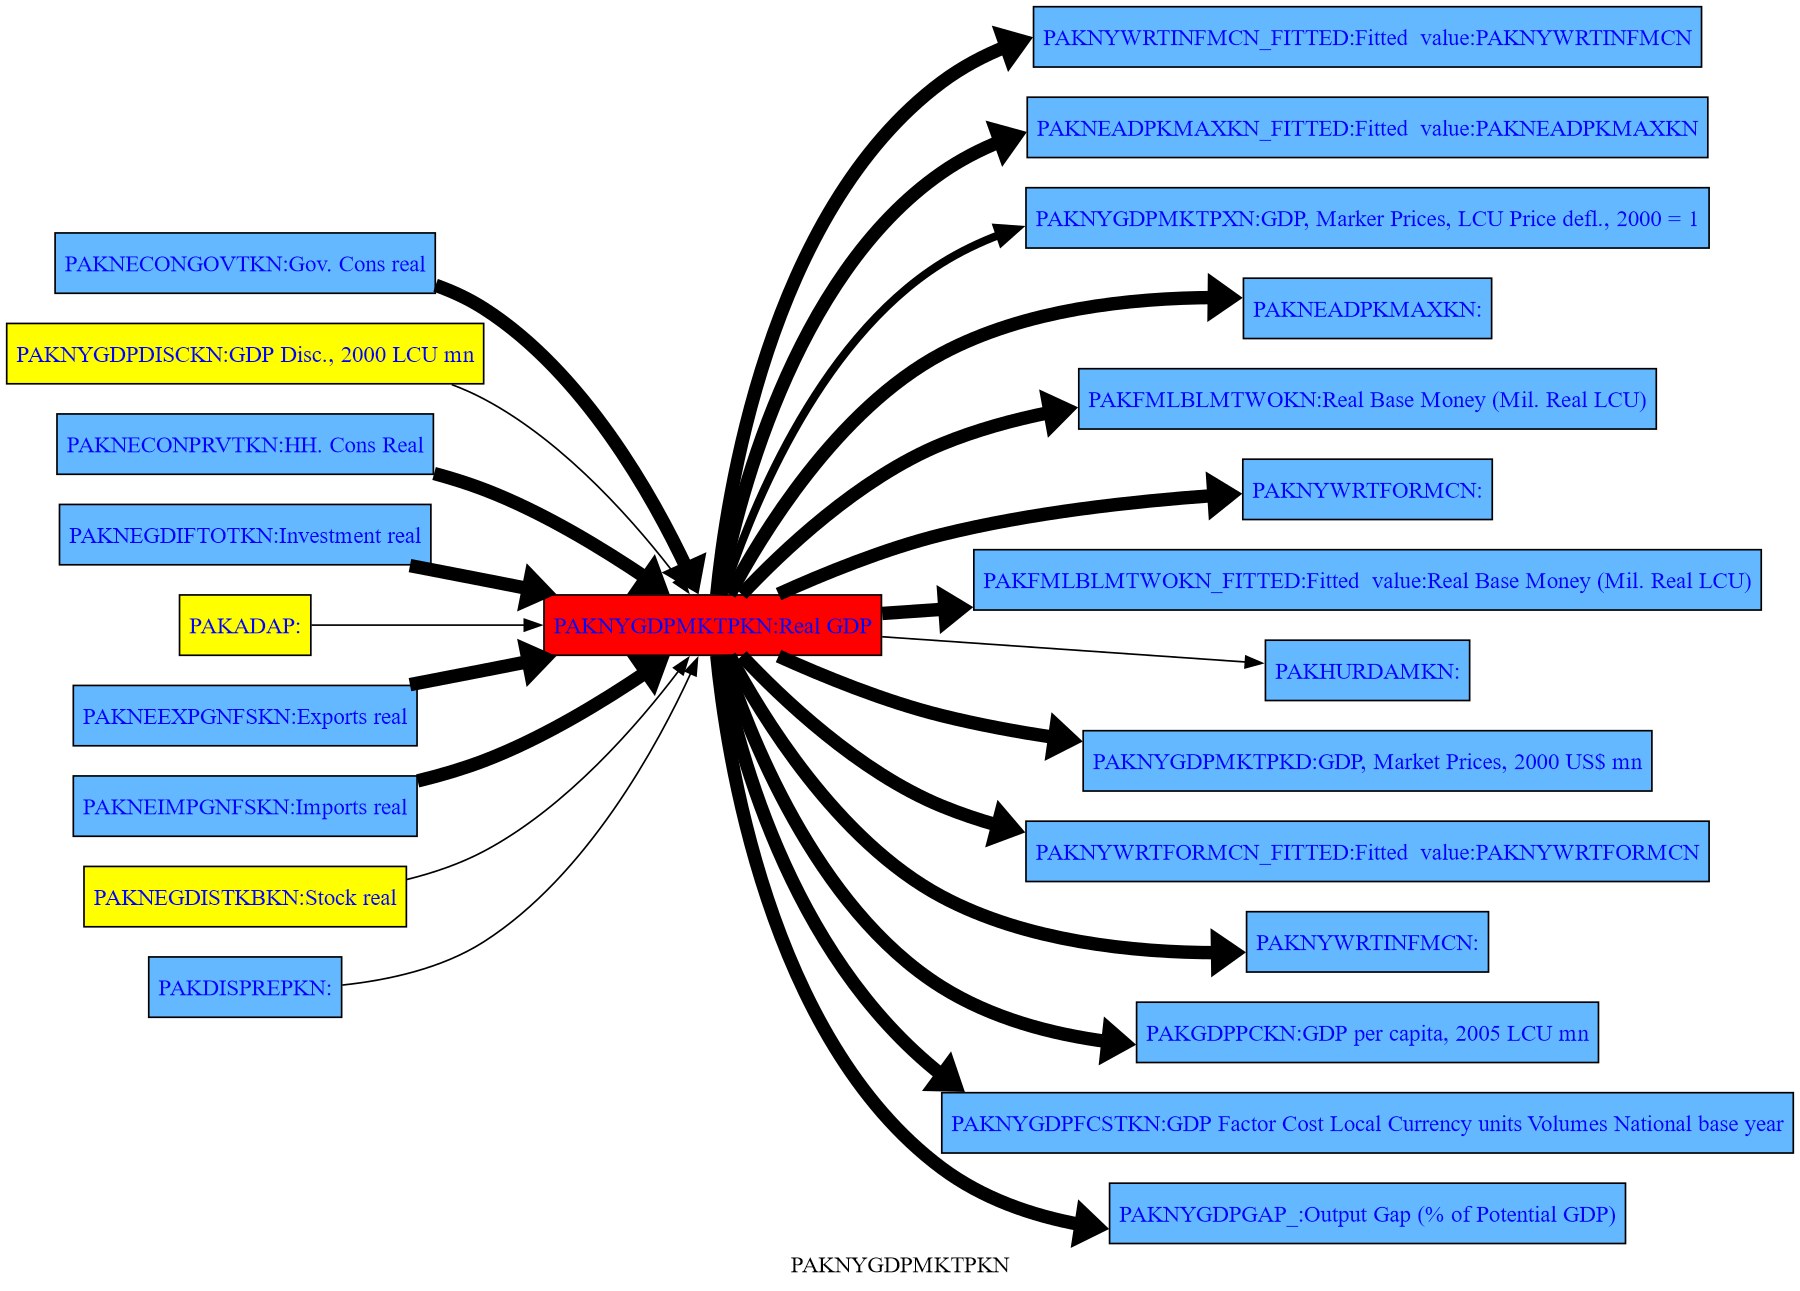 PAKNECONGOVTKN:Gov. Cons real
PAKNYGDPDISCKN:GDP Disc., 2000 LCU mn
PAKNECONPRVTKN:HH. Cons Real
PAKNEGDIFTOTKN:Investment real
PAKADAP:
PAKNEEXPGNFSKN:Exports real
PAKNEIMPGNFSKN:Imports real
PAKNEGDISTKBKN:Stock real
PAKDISPREPKN:
PAKNYGDPMKTPKN:Real GDP
PAKNYWRTINFMCN_FITTED:Fitted  value:PAKNYWRTINFMCN
PAKNEADPKMAXKN_FITTED:Fitted  value:PAKNEADPKMAXKN
PAKNYGDPMKTPXN:GDP, Marker Prices, LCU Price defl., 2000 = 1
PAKNEADPKMAXKN:
PAKFMLBLMTWOKN:Real Base Money (Mil. Real LCU)
PAKNYWRTFORMCN:
PAKFMLBLMTWOKN_FITTED:Fitted  value:Real Base Money (Mil. Real LCU)
PAKHURDAMKN:
PAKNYGDPMKTPKD:GDP, Market Prices, 2000 US$ mn
PAKNYWRTFORMCN_FITTED:Fitted  value:PAKNYWRTFORMCN
PAKNYWRTINFMCN:
PAKGDPPCKN:GDP per capita, 2005 LCU mn
PAKNYGDPFCSTKN:GDP Factor Cost Local Currency units Volumes National base year
PAKNYGDPGAP_:Output Gap (% of Potential GDP)
PAKNYGDPMKTPKN